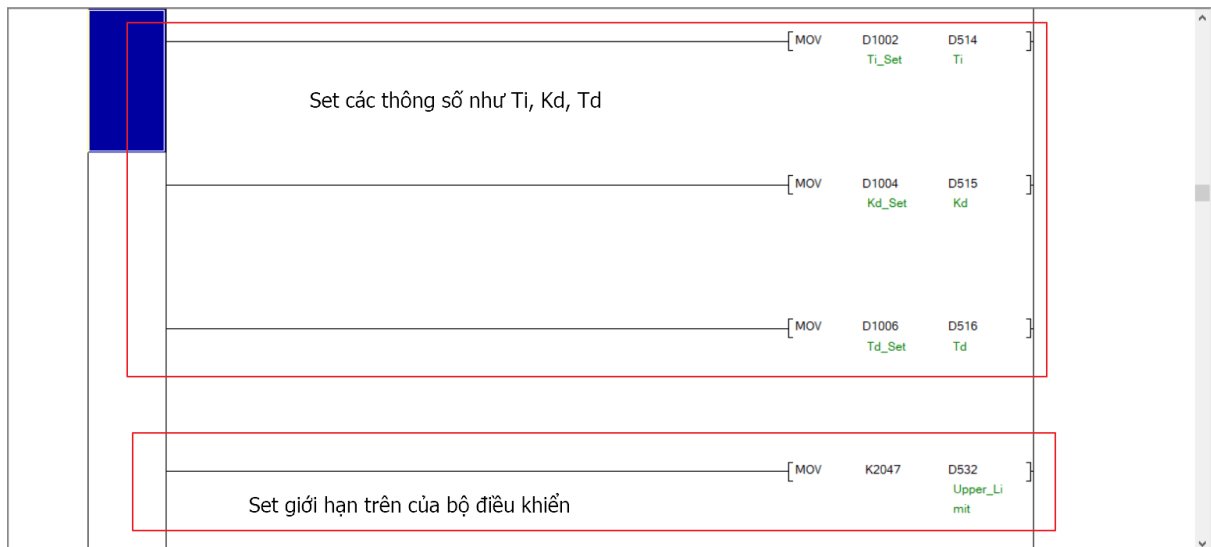 [ MOV D1002 D514 ]
Ti_Set Ti
Set các thông số như Ti, Kd, Td
[ MOV D1004 D515 ]
Kd_Set Kd
[ MOV D1006 D516 ]
Td_Set Td
[ MOV K2047 D532 ]
Upper_Li
mit
Set giới hạn trên của bộ điều khiển